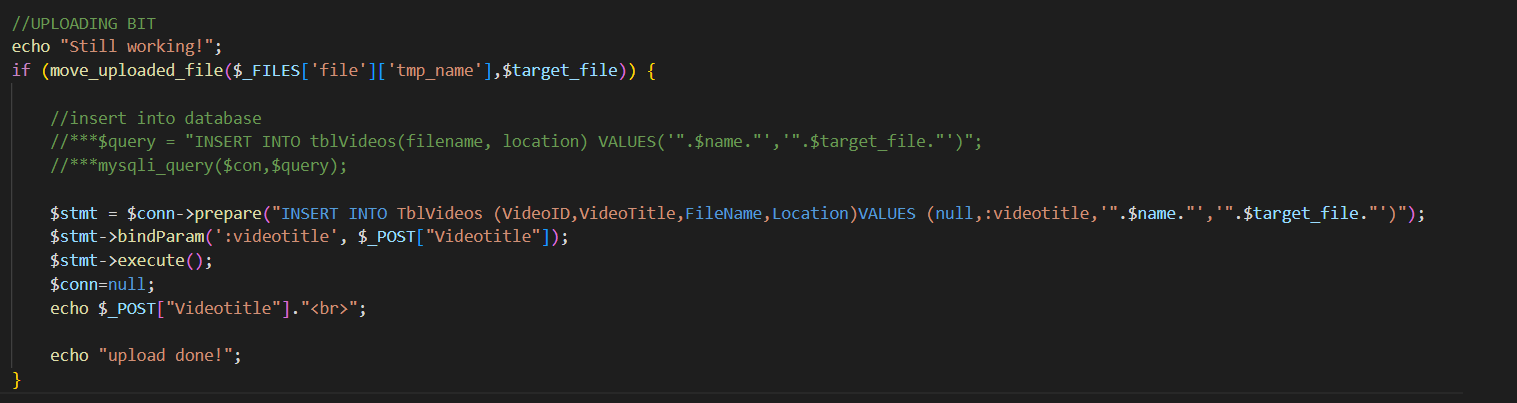 //UPLOADING BIT
echo "Still working!";
if (move_uploaded_file($_FILES['file']['tmp_name'],$target_file)) {
//insert into database
//***$query = "INSERT INTO tblVideos(filename, location) VALUES('".$name."','".$target_file."')";
//***mysqli_query($con,$query);
$stmt = $conn->prepare("INSERT INTO TblVideos (VideoID,VideoTitle,FileName,Location)VALUES (null,:videotitle,'".$name."','".$target_file."')");
$stmt->bindParam(':videotitle', $_POST["Videotitle"]);
$stmt->execute();
$conn=null;
echo $_POST["Videotitle"]."<br>";
echo "upload done!";
}